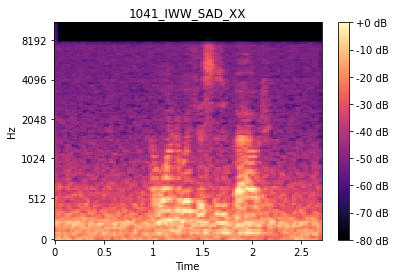 1041_IWW_SAD_XX
Hz
8192
4096
2048
1024
512
0
0
0.5
1
1.5
2
2.5
Time
+0 dB
-10 dB
-20 dB
-30 dB
-40 dB
-50 dB
-60 dB
-70 dB
-80 dB